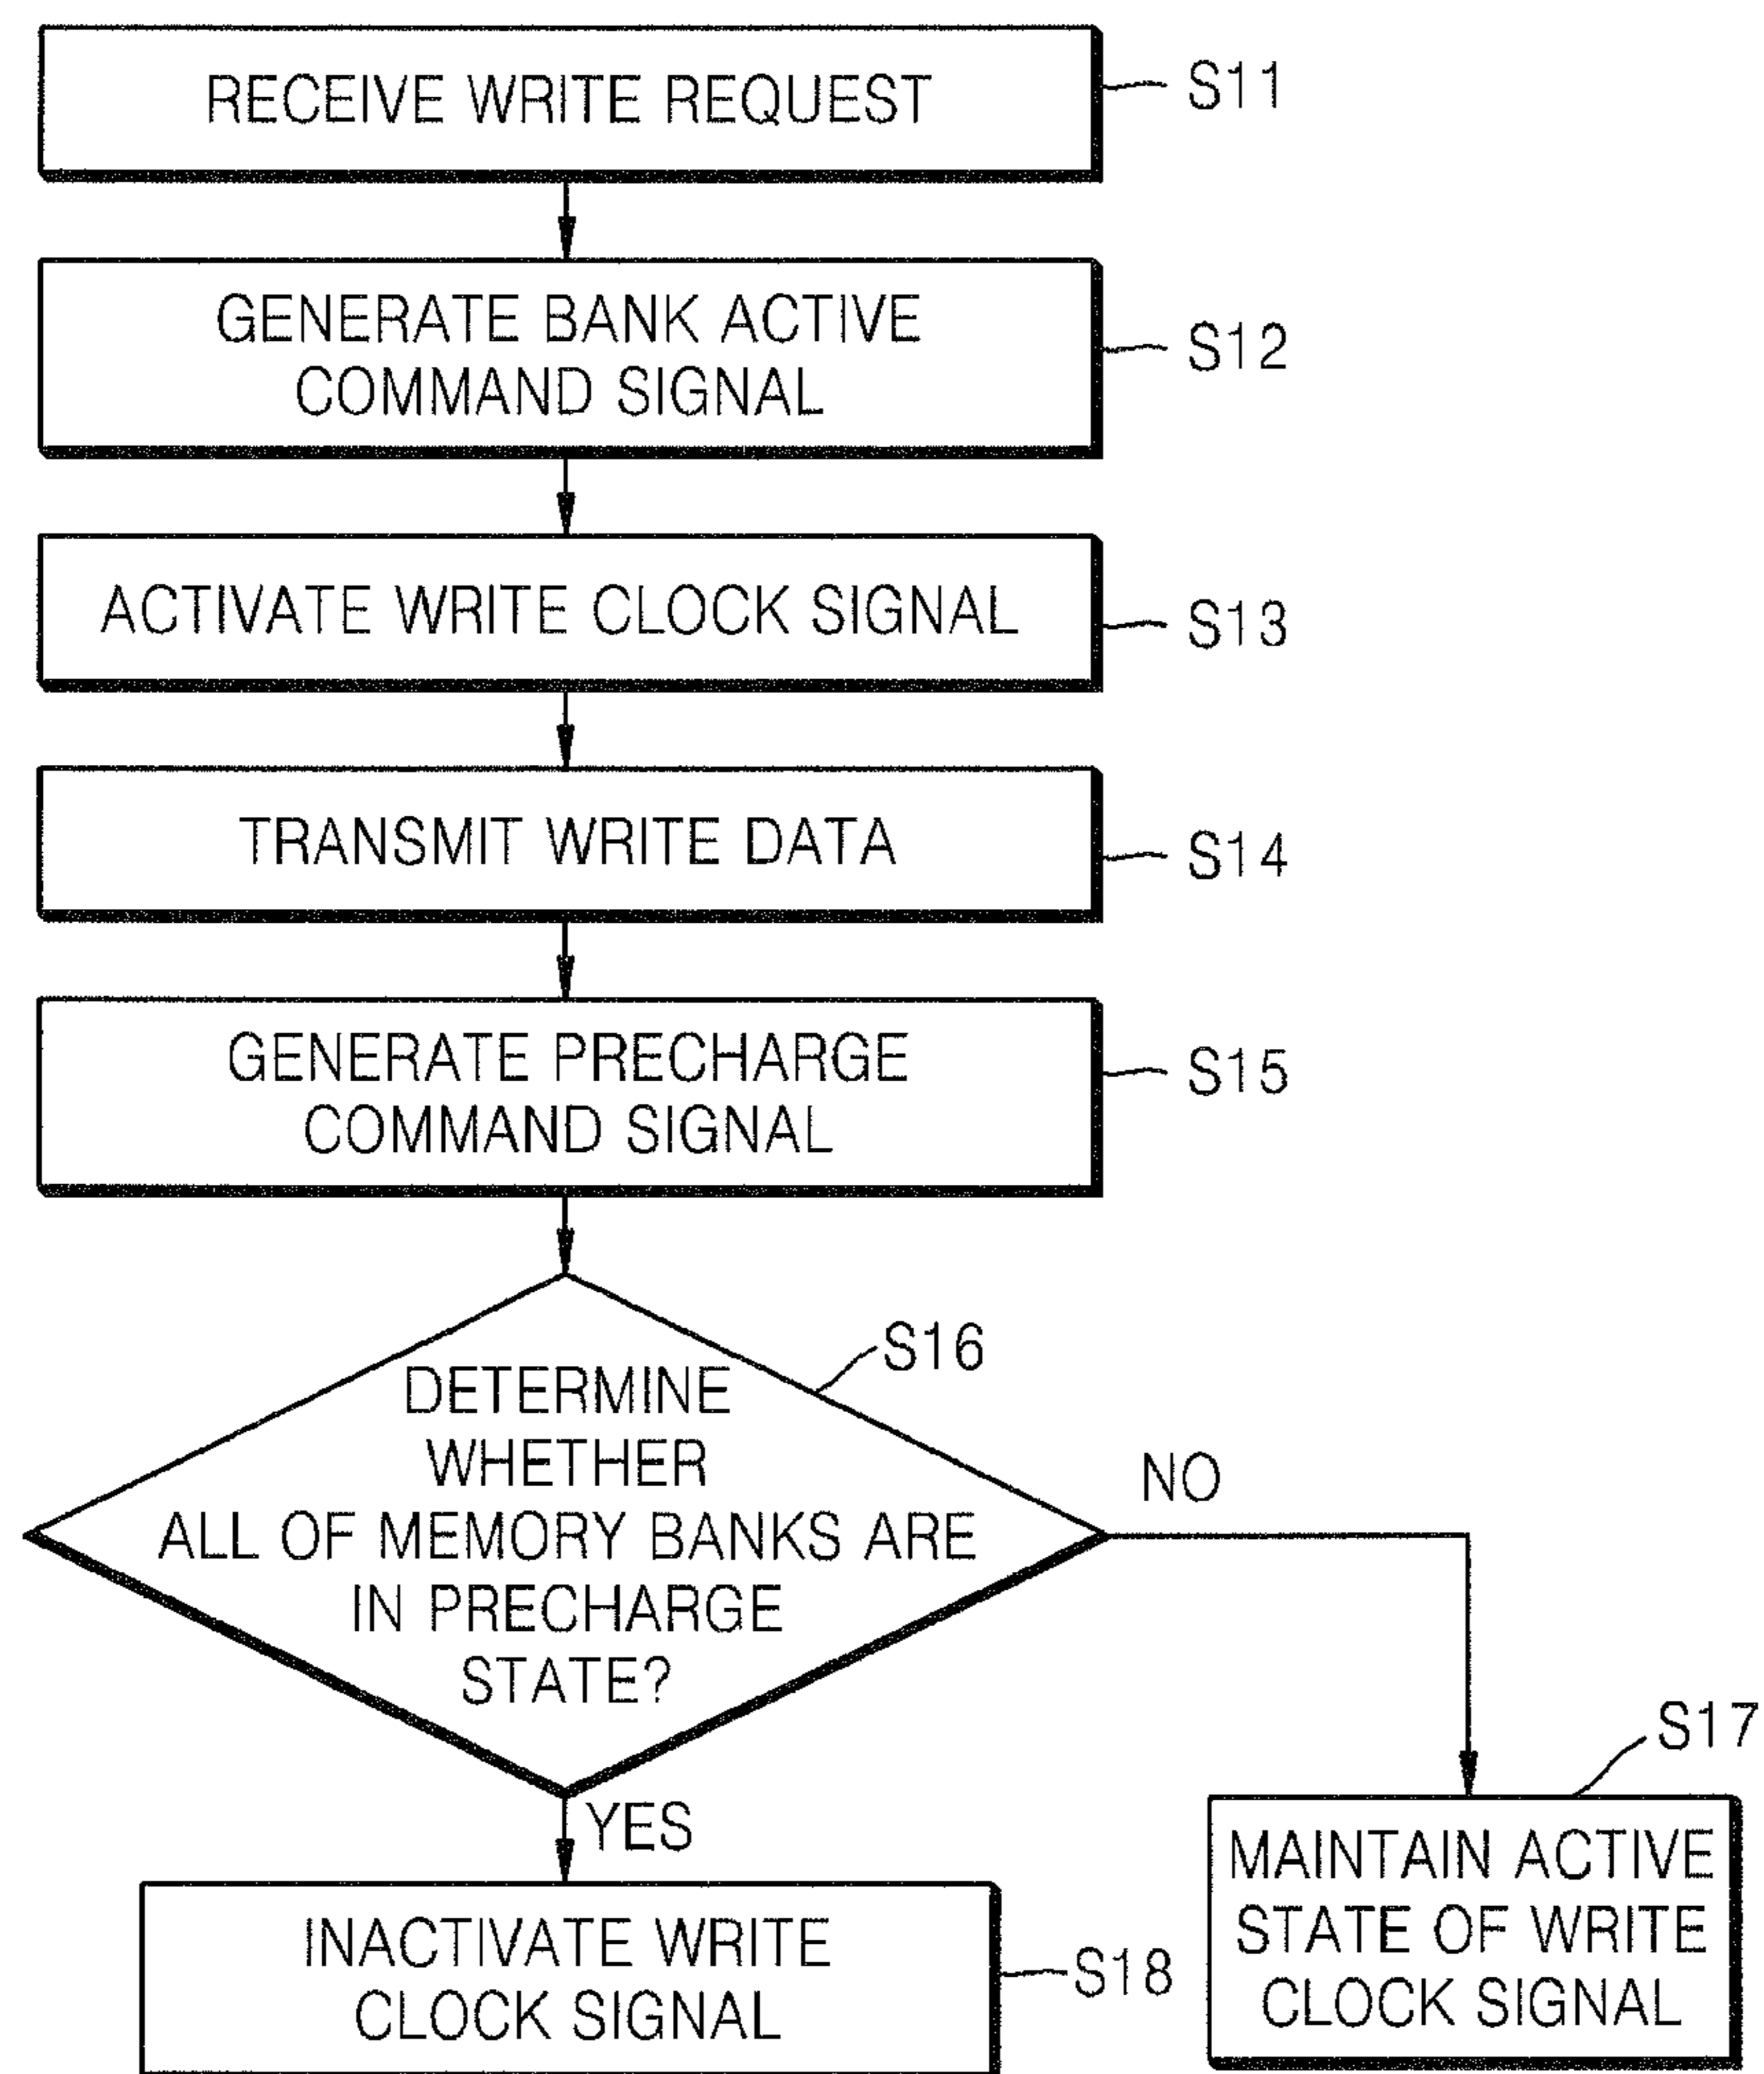 RECEIVE WRITE REQUEST
S11
GENERATE BANK ACTIVE
COMMAND SIGNAL
S12
ACTIVATE WRITE CLOCK SIGNAL
S13
TRANSMIT WRITE DATA
S14
GENERATE PRECHARGE
COMMAND SIGNAL
S15
S16
DETERMINE
WHETHER
ALL OF MEMORY BANKS ARE
IN PRECHARGE
STATE?
NO
YES
S17
MAINTAIN ACTIVE
STATE OF WRITE
CLOCK SIGNAL
INACTIVATE WRITE
CLOCK SIGNAL
S18